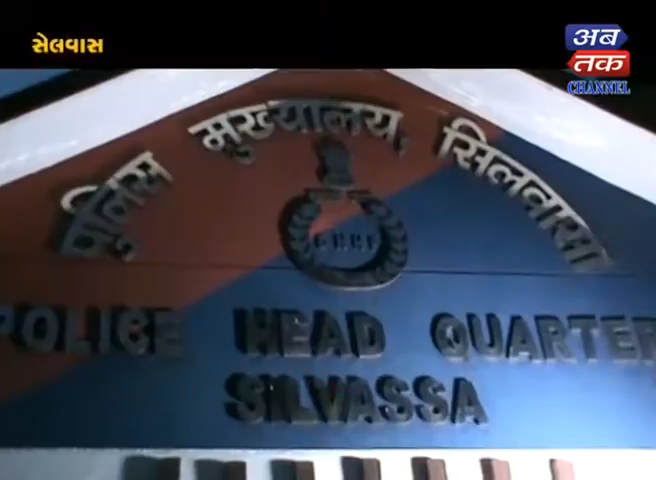 સેલવાસ
अब
तक
CHANNEL
पुलिस मुख्यालय, सिलवासा
POLICE HEAD QUARTER
SILVASSA